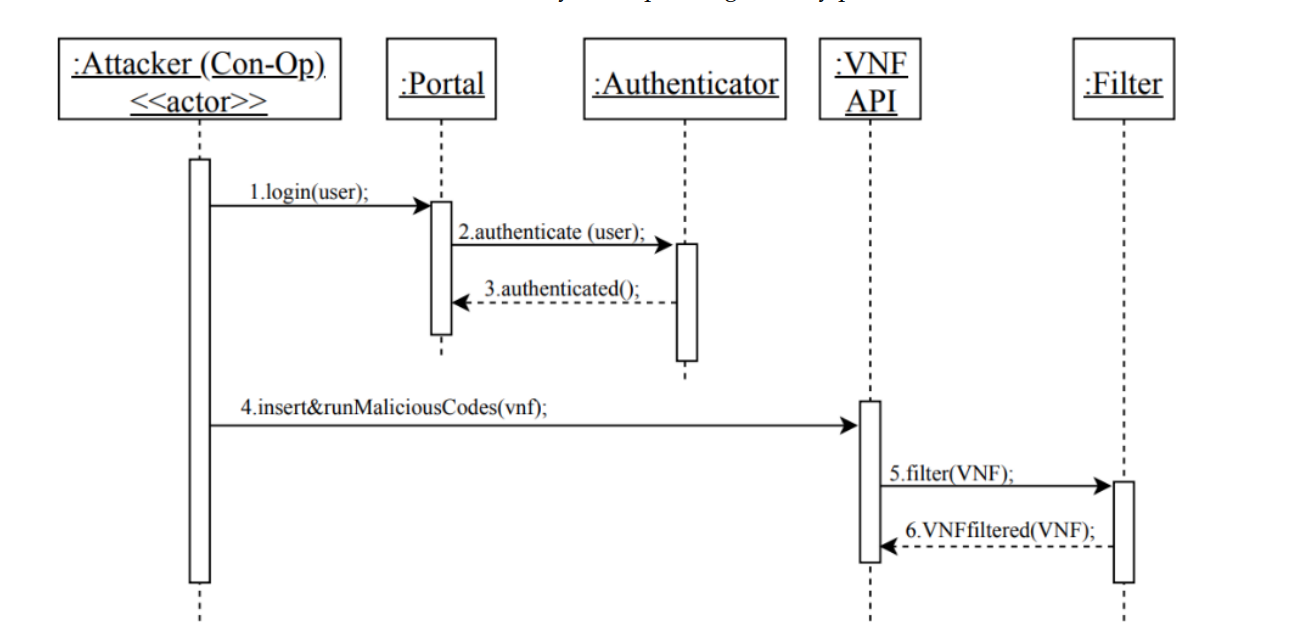 :Attacker (Con-Op)
<<actor>>
:Portal
:Authenticator
:VNF
API
:Filter
1.login(user);
2.authenticate (user);
3.authenticated();
4.insert&runMaliciousCodes(vnf);
5.filter(VNF);
6.VNFfiltered(VNF);